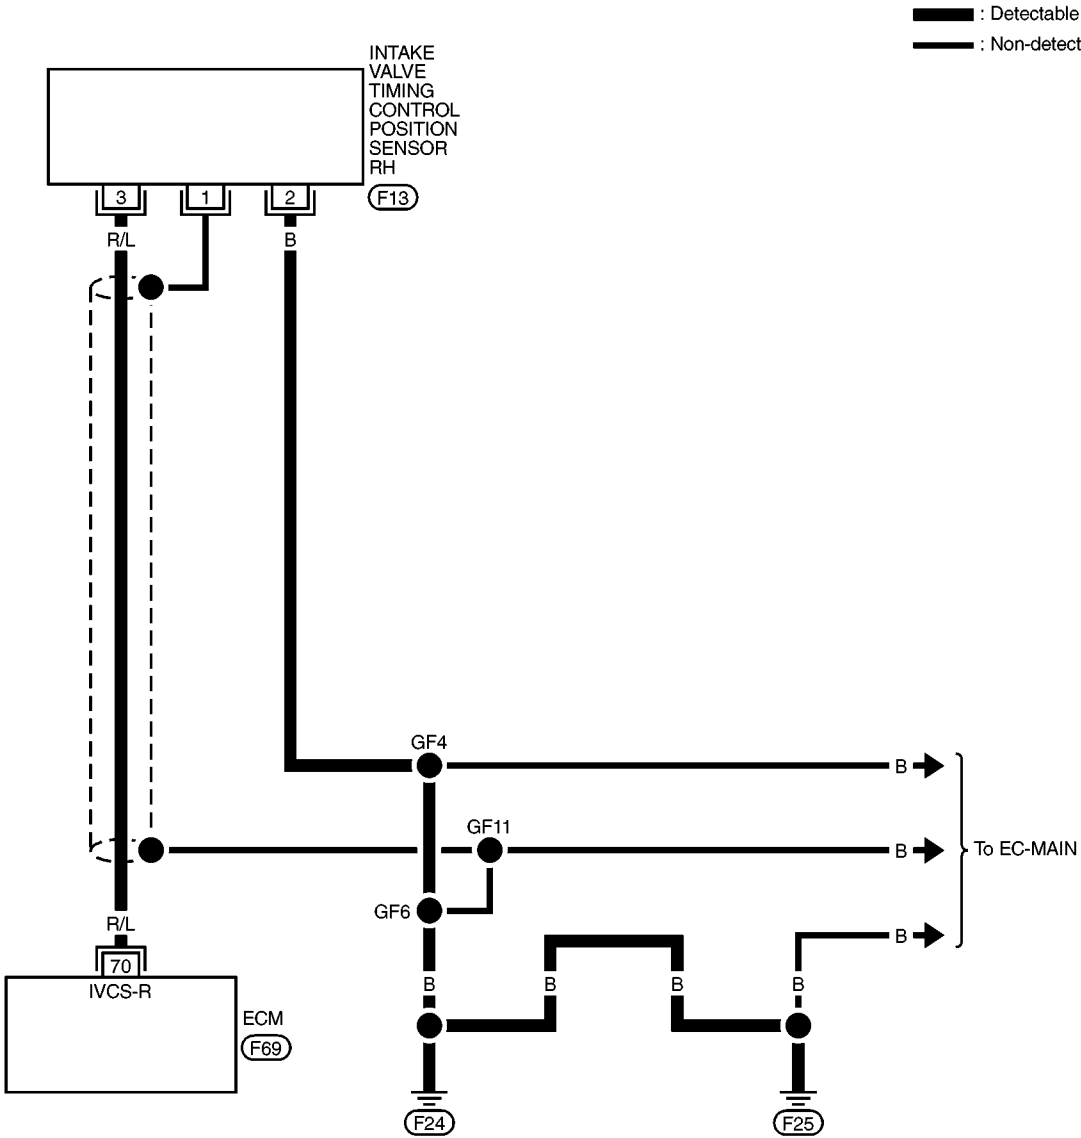 : Detectable
: Non-detect
INTAKE
VALVE
TIMING
CONTROL
POSITION
SENSOR
RH
F13
3 1 2
R/L B
GF4
B
GF11
B
To EC-MAIN
GF6
B
R/L
70
IVCS-R
B B B B
ECM
F69
F24 F25